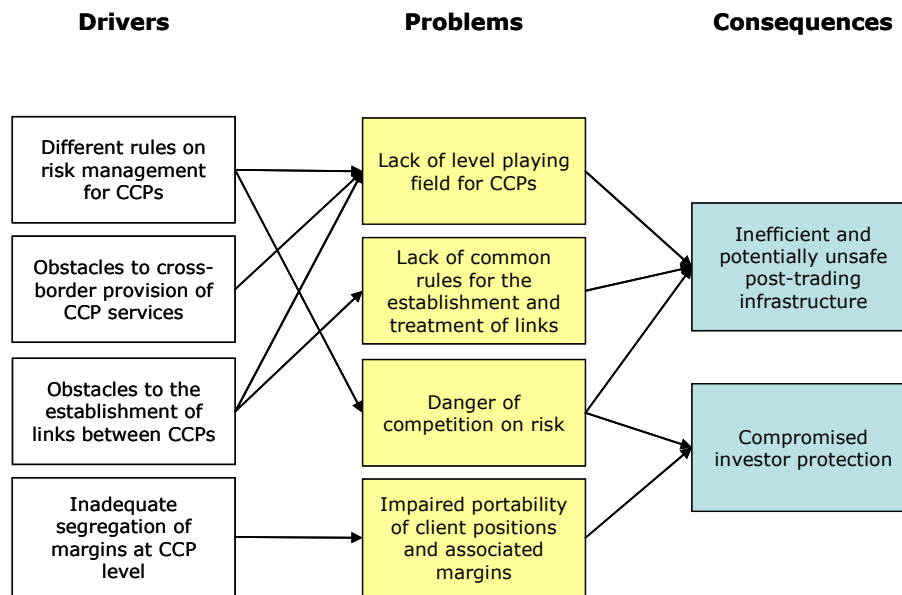 Drivers
Problems
Consequences
Different rules on
risk management
for CCPs
Obstacles to cross-
border provision of
CCP services
Obstacles to the
establishment of
links between CCPs
Inadequate
segregation of
margins at CCP
level
Lack of level playing
field for CCPs
Lack of common
rules for the
establishment and
treatment of links
Danger of
competition on risk
Impaired portability
of client positions
and associated
margins
Inefficient and
potentially unsafe
post-trading
infrastructure
Compromised
investor protection